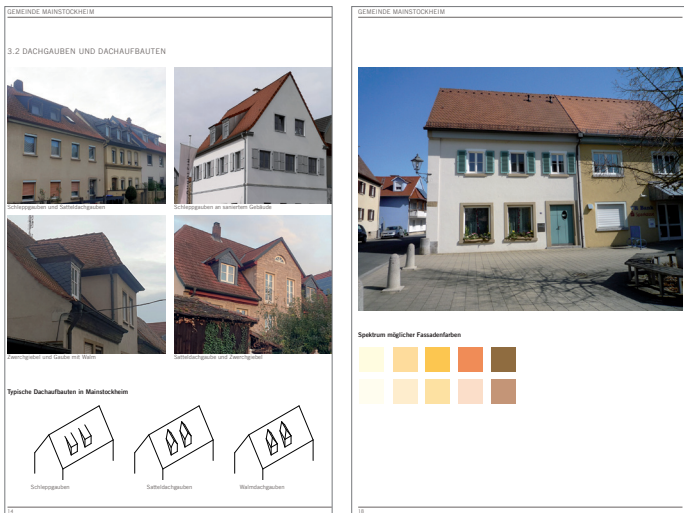 GEMEINDE MAINSTOCKHEIM
3.2 DACHGAUBEN UND DACHAUFBAUTEN
Schleppgauben und Satteldachgauben
Schleppgauben an saniertem Gebäude
Zwerchgiebel und Gaube mit Walm
Satteldachgaube und Zwerchgiebel
Typische Dachaufbauten in Mainstockheim
Schleppgauben
Satteldachgauben
Walmdachgauben
14
GEMEINDE MAINSTOCKHEIM
Spektrum möglicher Fassadenfarben
18